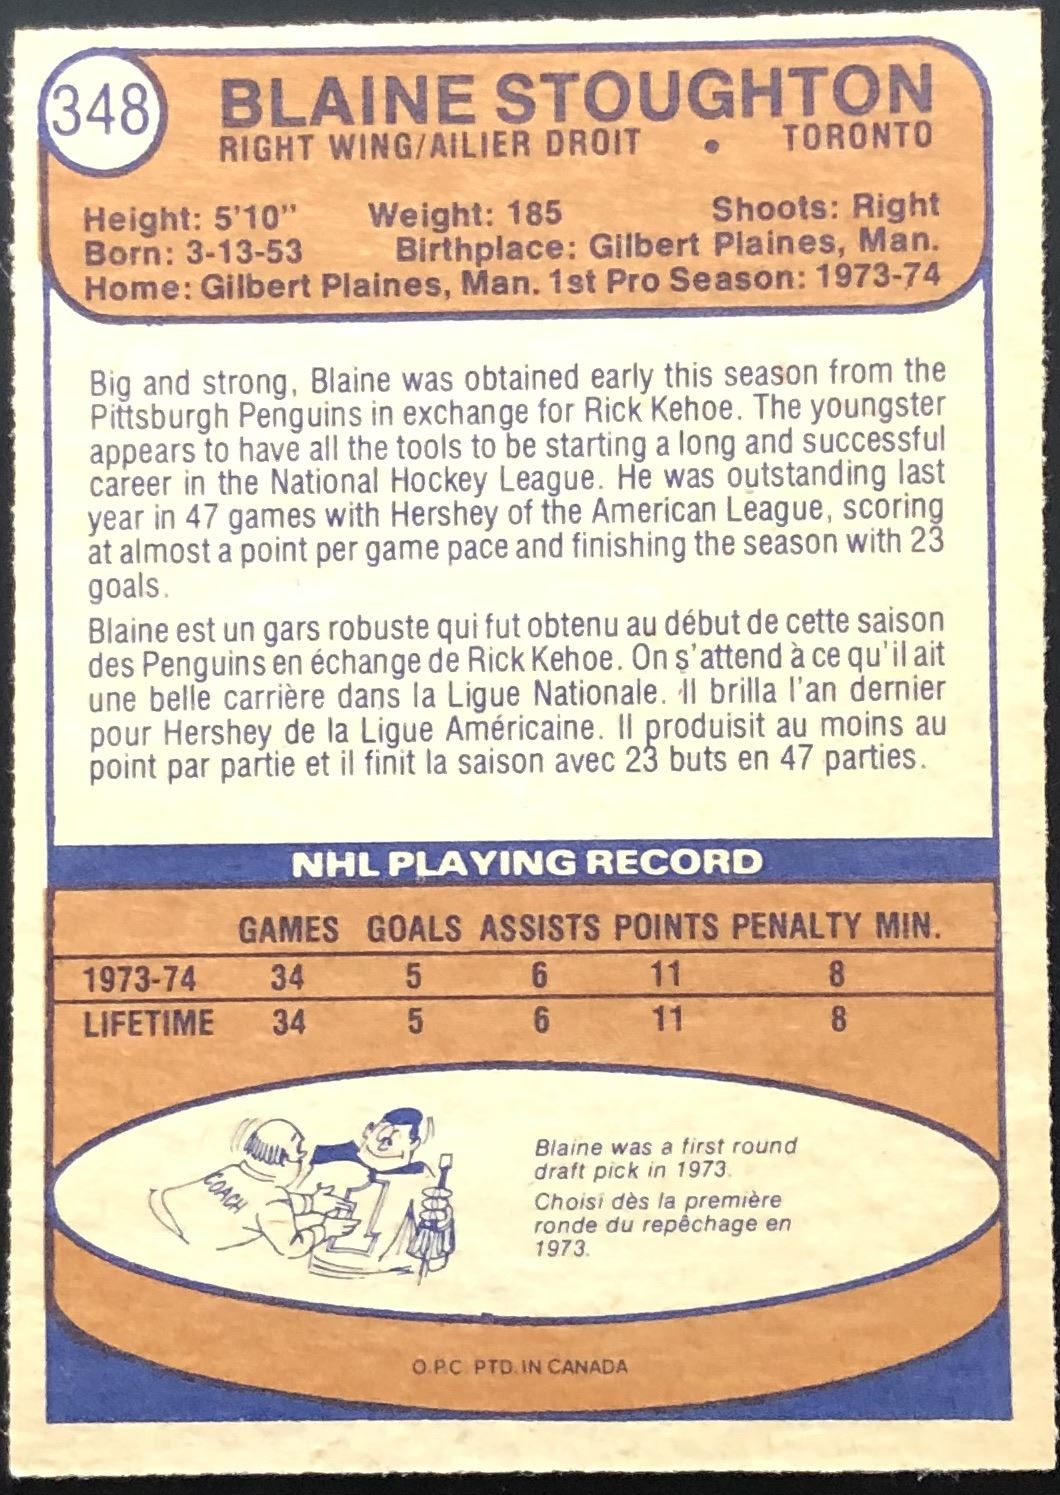 348
BLAINE STOUGHTON
RIGHT WING/AILIER DROIT • TORONTO
Height: 5'10" Weight: 185 Shoots: Right
Born: 3-13-53 Birthplace: Gilbert Plaines, Man.
Home: Gilbert Plaines, Man. 1st Pro Season: 1973-74
Big and strong, Blaine was obtained early this season from the
Pittsburgh Penguins in exchange for Rick Kehoe. The youngster
appears to have all the tools to be starting a long and successful
career in the National Hockey League. He was outstanding last
year in 47 games with Hershey of the American League, scoring
at almost a point per game pace and finishing the season with 23
goals.
Blaine est un gars robuste qui fut obtenu au début de cette saison
des Penguins en échange de Rick Kehoe. On s'attend à ce qu'il ait
une belle carrière dans la Ligue Nationale. Il brilla l'an dernier
pour Hershey de la Ligue Américaine. Il produisit au moins au
point par partie et il finit la saison avec 23 buts en 47 parties.
NHL PLAYING RECORD
GAMES GOALS ASSISTS POINTS PENALTY MIN.
1973-74 34 5 6 11 8
LIFETIME 34 5 6 11 8
COACH
1
Blaine was a first round
draft pick in 1973.
Choisi dès la première
ronde du repêchage en
1973.
O.P.C. PTD. IN CANADA